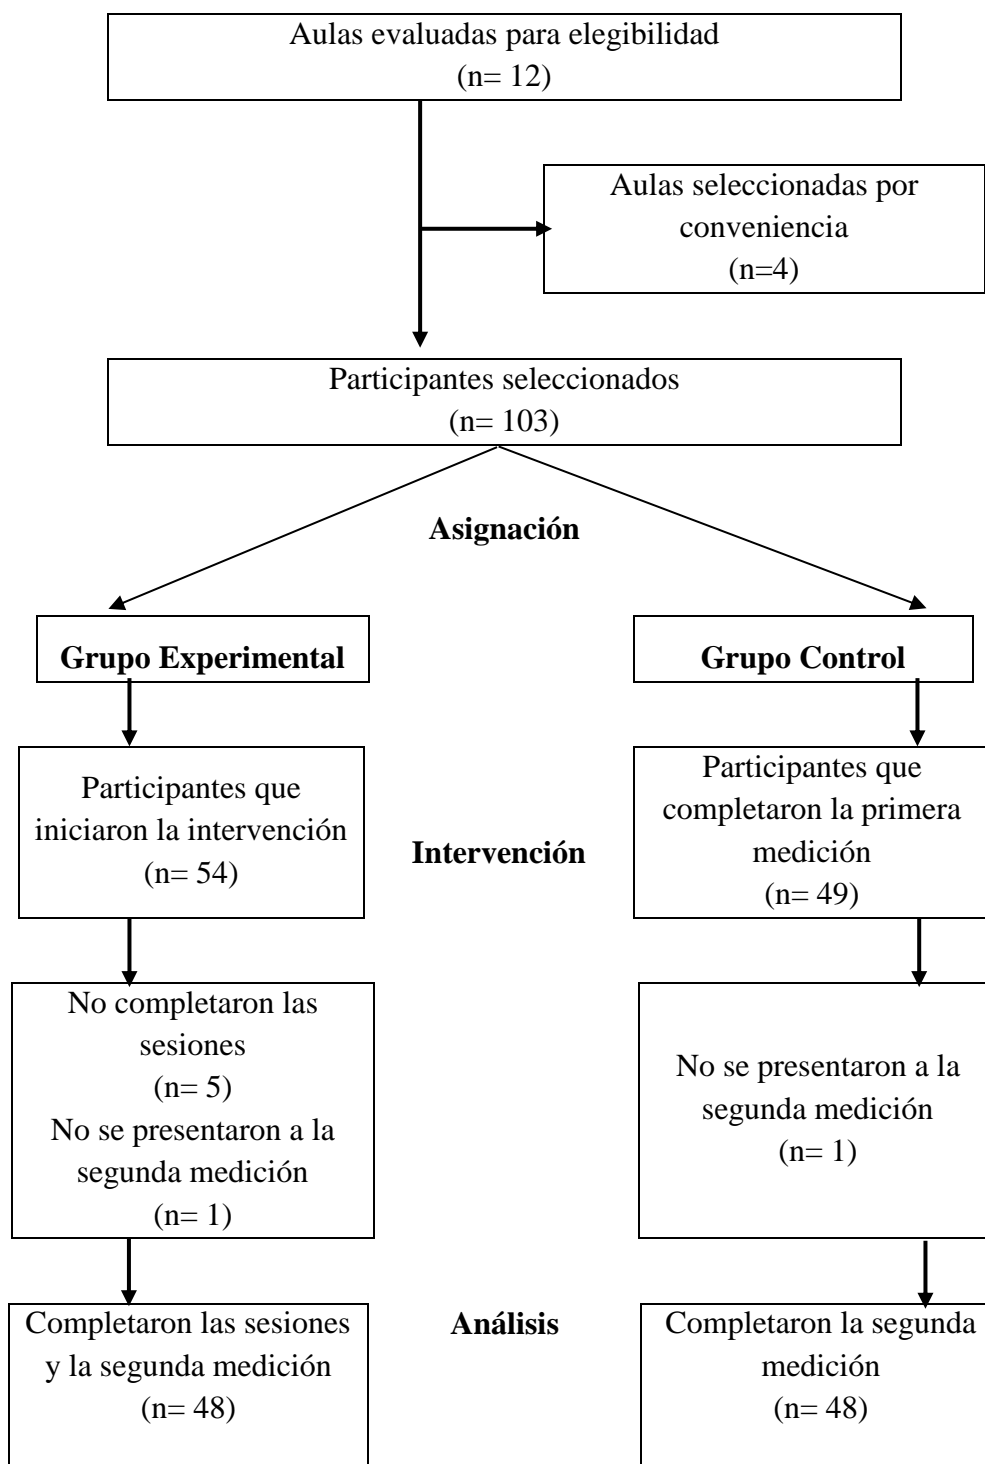 Aulas evaluadas para elegibilidad
(n= 12)
Aulas seleccionadas por
conveniencia
(n=4)
Participantes seleccionados
(n= 103)
Asignación
Grupo Experimental
Grupo Control
Participantes que
iniciaron la intervención
(n= 54)
Intervención
Participantes que
completaron la primera
medición
(n= 49)
No completaron las
sesiones
(n= 5)
No se presentaron a la
segunda medición
(n= 1)
No se presentaron a la
segunda medición
(n= 1)
Completaron las sesiones
y la segunda medición
(n= 48)
Análisis
Completaron la segunda
medición
(n= 48)